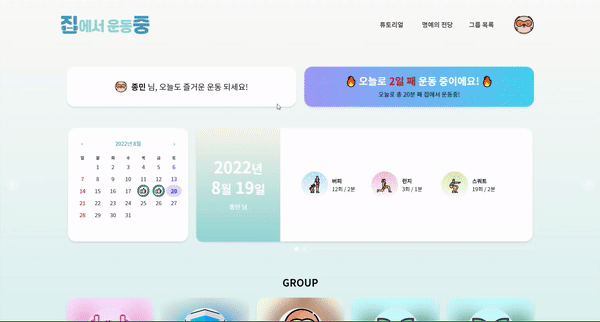 집에서 운동중
튜토리얼 명예의 전당 그룹 목록
종민 님, 오늘도 즐거운 운동 되세요!
오늘로 2일 째 운동 중이에요!
오늘로 총 20분 째 집에서 운동중!
2022년 8월
일 월 화 수 목 금 토
1 2 3 4 5 6
7 8 9 10 11 12 13
14 15 16 17 20
21 22 23 24 25 26 27
28 29 30 31
2022년
8월 19일
종민 님
버피
12회 / 2분
런지
3회 / 1분
스쿼트
19회 / 2분
GROUP